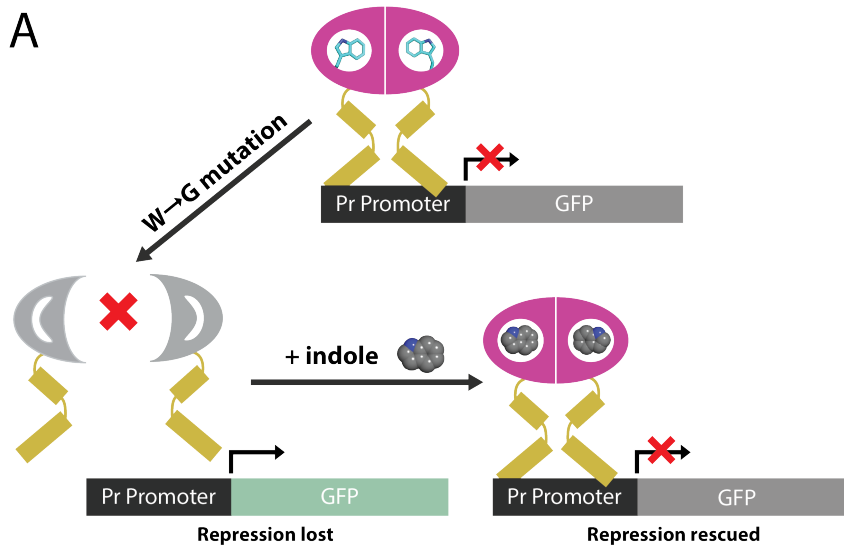 A
W→G mutation
Pr Promoter
GFP
+ indole
Pr Promoter
GFP
Repression lost
Pr Promoter
GFP
Repression rescued